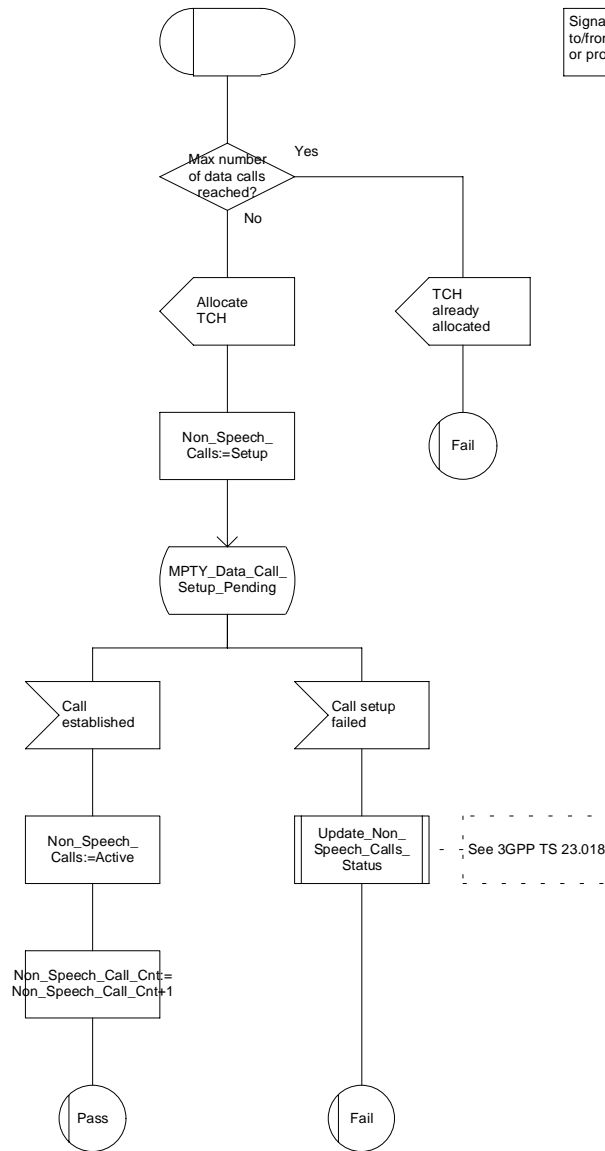 Signa
to/from
or pro
Max number
of data calls
reached?
Yes
No
Allocate
TCH
TCH
already
allocated
Non_Speech_
Calls:=Setup
Fail
MPTY_Data_Call_
Setup_Pending
Call
established
Call setup
failed
Non_Speech_
Calls:=Active
Update_Non_
Speech_Calls_
Status
See 3GPP TS 23.018
Non_Speech_Call_Cnt:=
Non_Speech_Call_Cnt+1
Pass
Fail